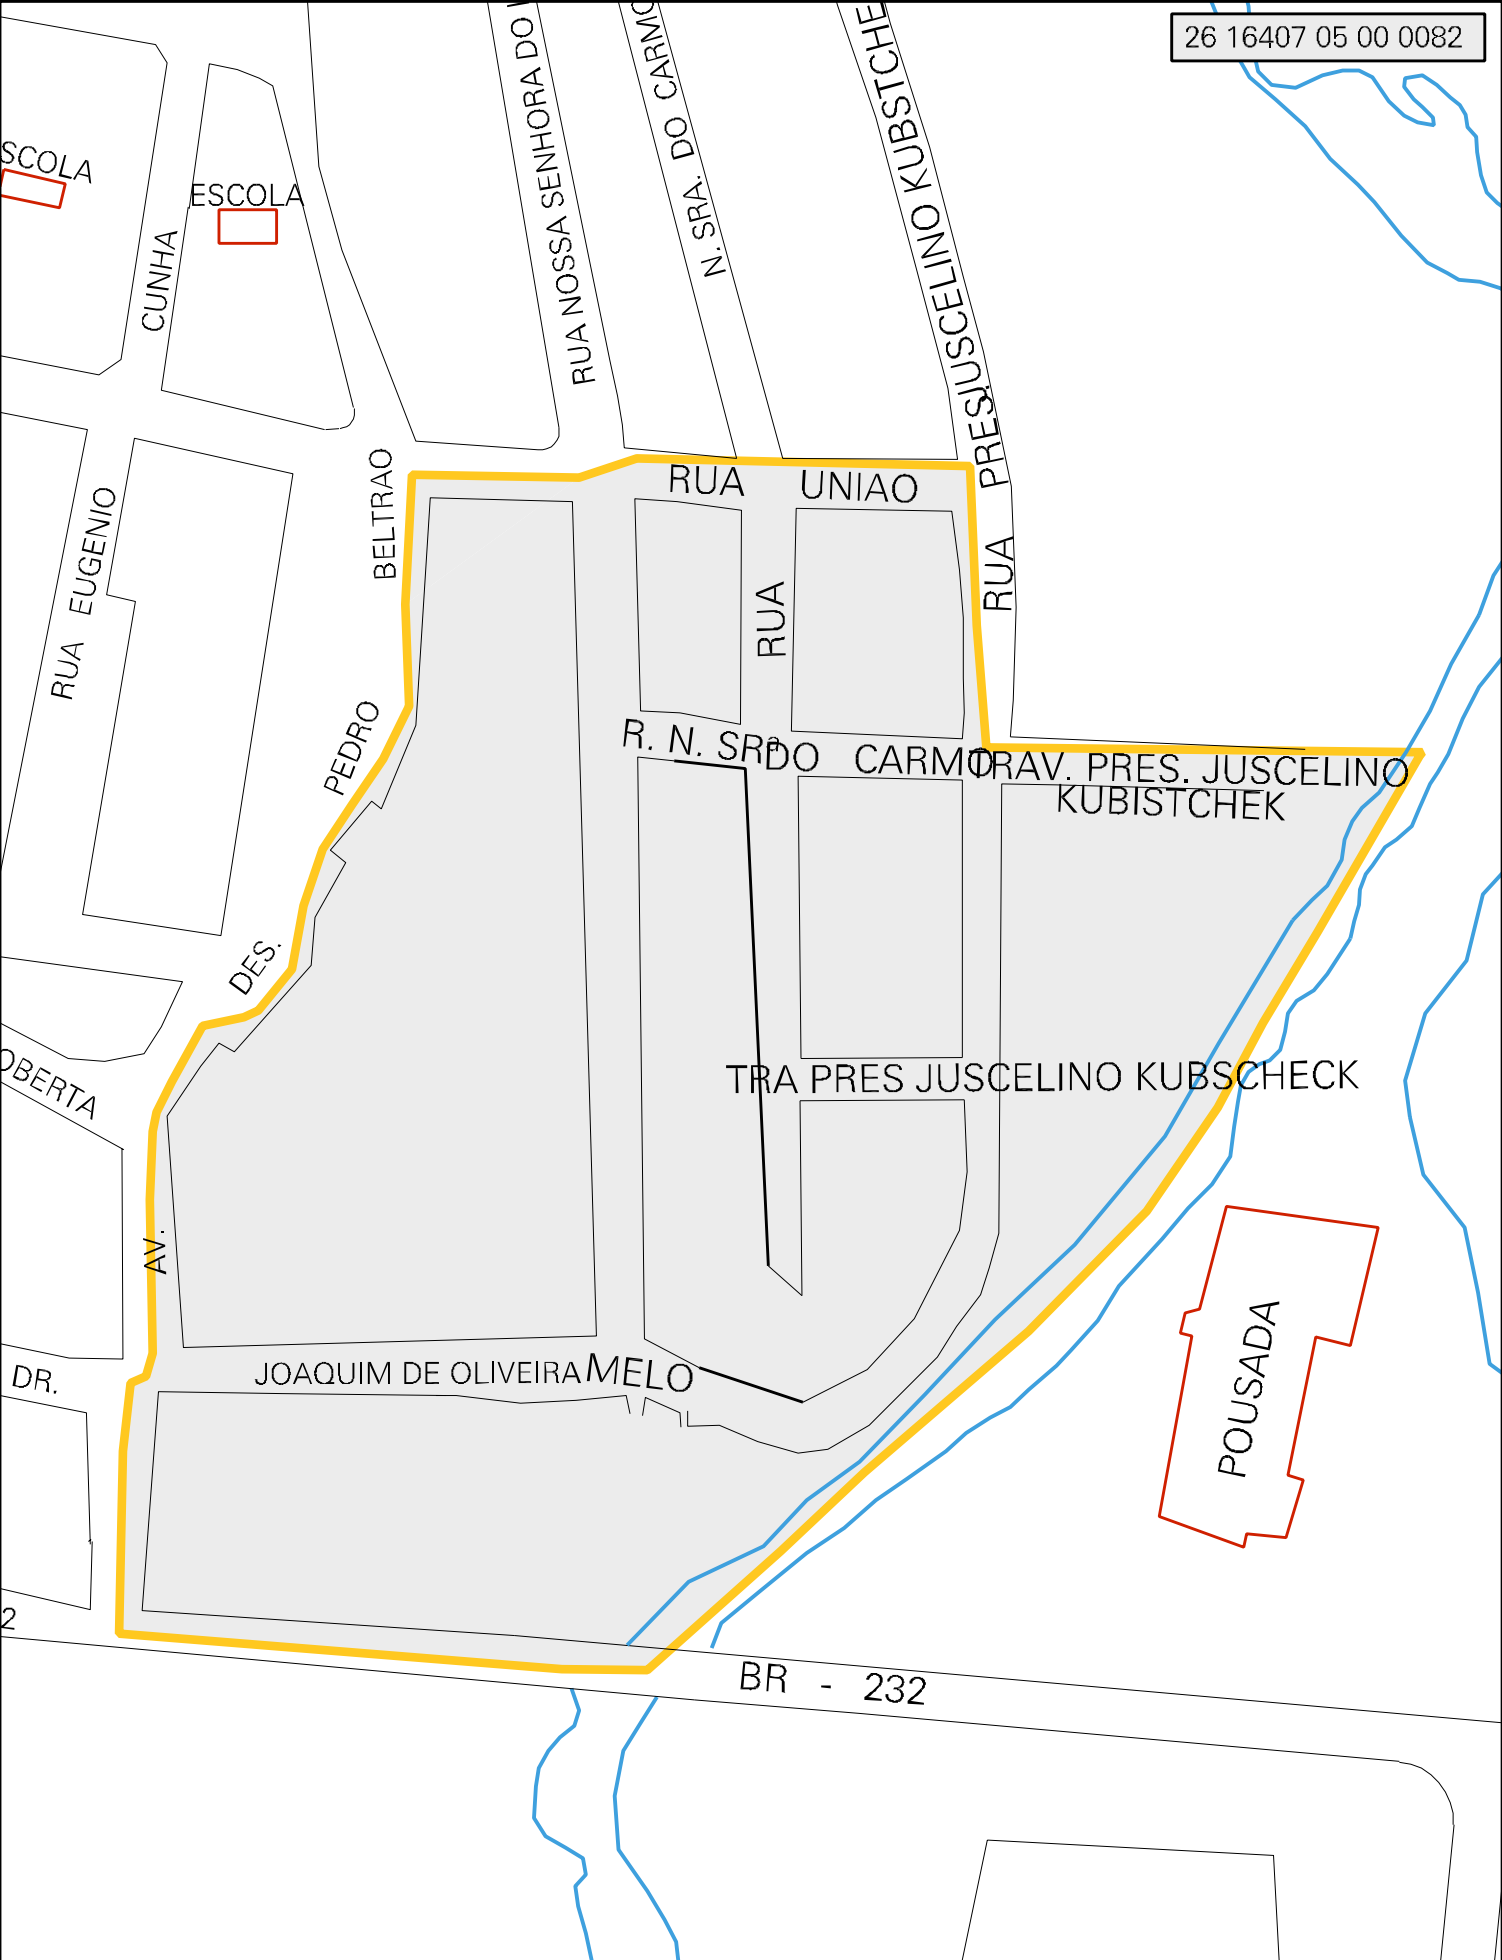 26 16407 05 00 0082
SCOLA
ESCOLA
CUNHA
RUA EUGENIO
RUA NOSSA SENHORA DO
N. SRA. DO CARMO
RUA PRES. JUSCELINO KUBSTCHE
BELTRAO
PEDRO
DES.
AV.
RUA UNIAO
RUA
R. N. SRª DO CARMO
TRAV. PRES. JUSCELINO
KUBISTCHEK
TRA PRES JUSCELINO KUBSCHECK
OBERTA
DR.
JOAQUIM DE OLIVEIRA MELO
POUSADA
2
BR - 232